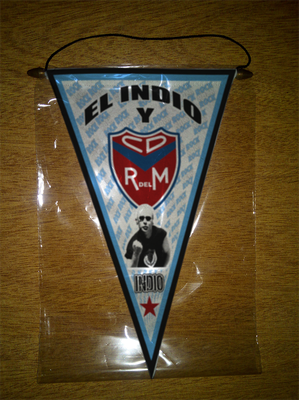 EL INDIO
Y
CD
R DEL M
INDIO